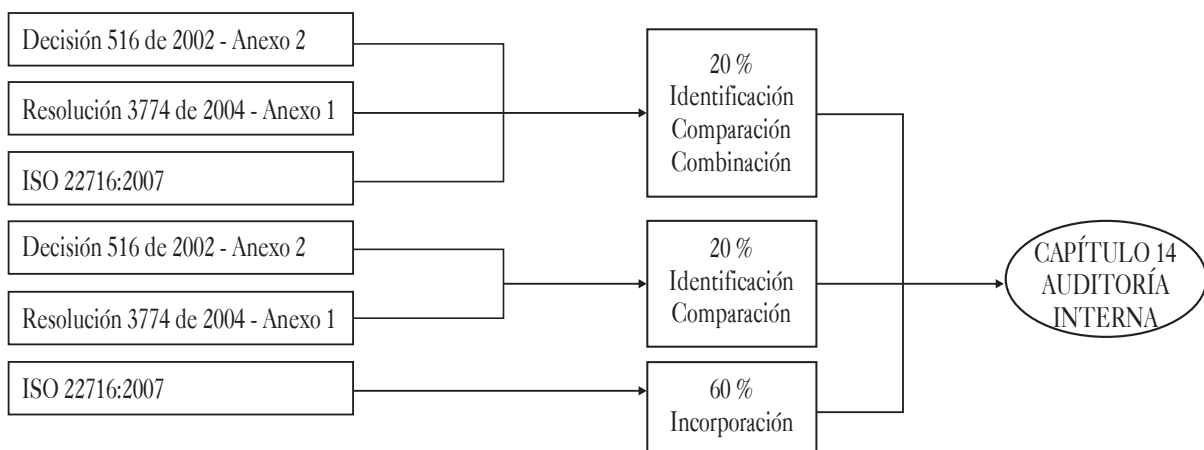 Decisión 516 de 2002 - Anexo 2
Resolución 3774 de 2004 - Anexo 1
ISO 22716:2007
20 %
Identificación
Comparación
Combinación
Decisión 516 de 2002 - Anexo 2
Resolución 3774 de 2004 - Anexo 1
20 %
Identificación
Comparación
ISO 22716:2007
60 %
Incorporación
CAPÍTULO 14
AUDITORÍA
INTERNA